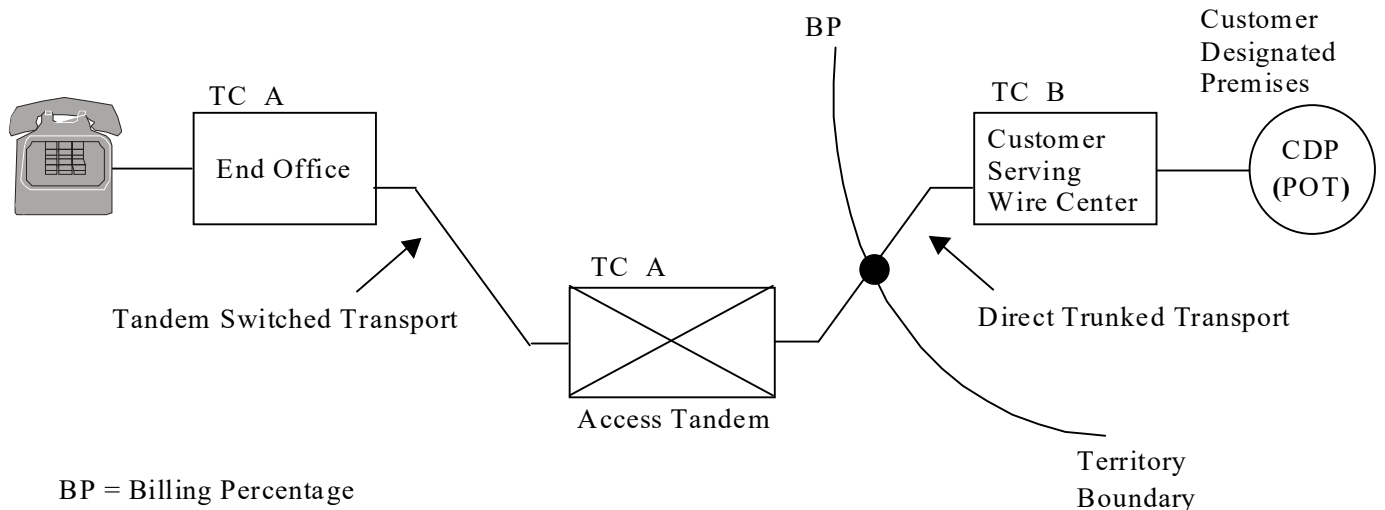 BP
Customer
Designated
Premises
TC A
TC B
End Office
Customer
Serving
Wire Center
CDP
(POT)
TC A
Tandem Switched Transport
Direct Trunked Transport
Access Tandem
Territory
Boundary
BP = Billing Percentage